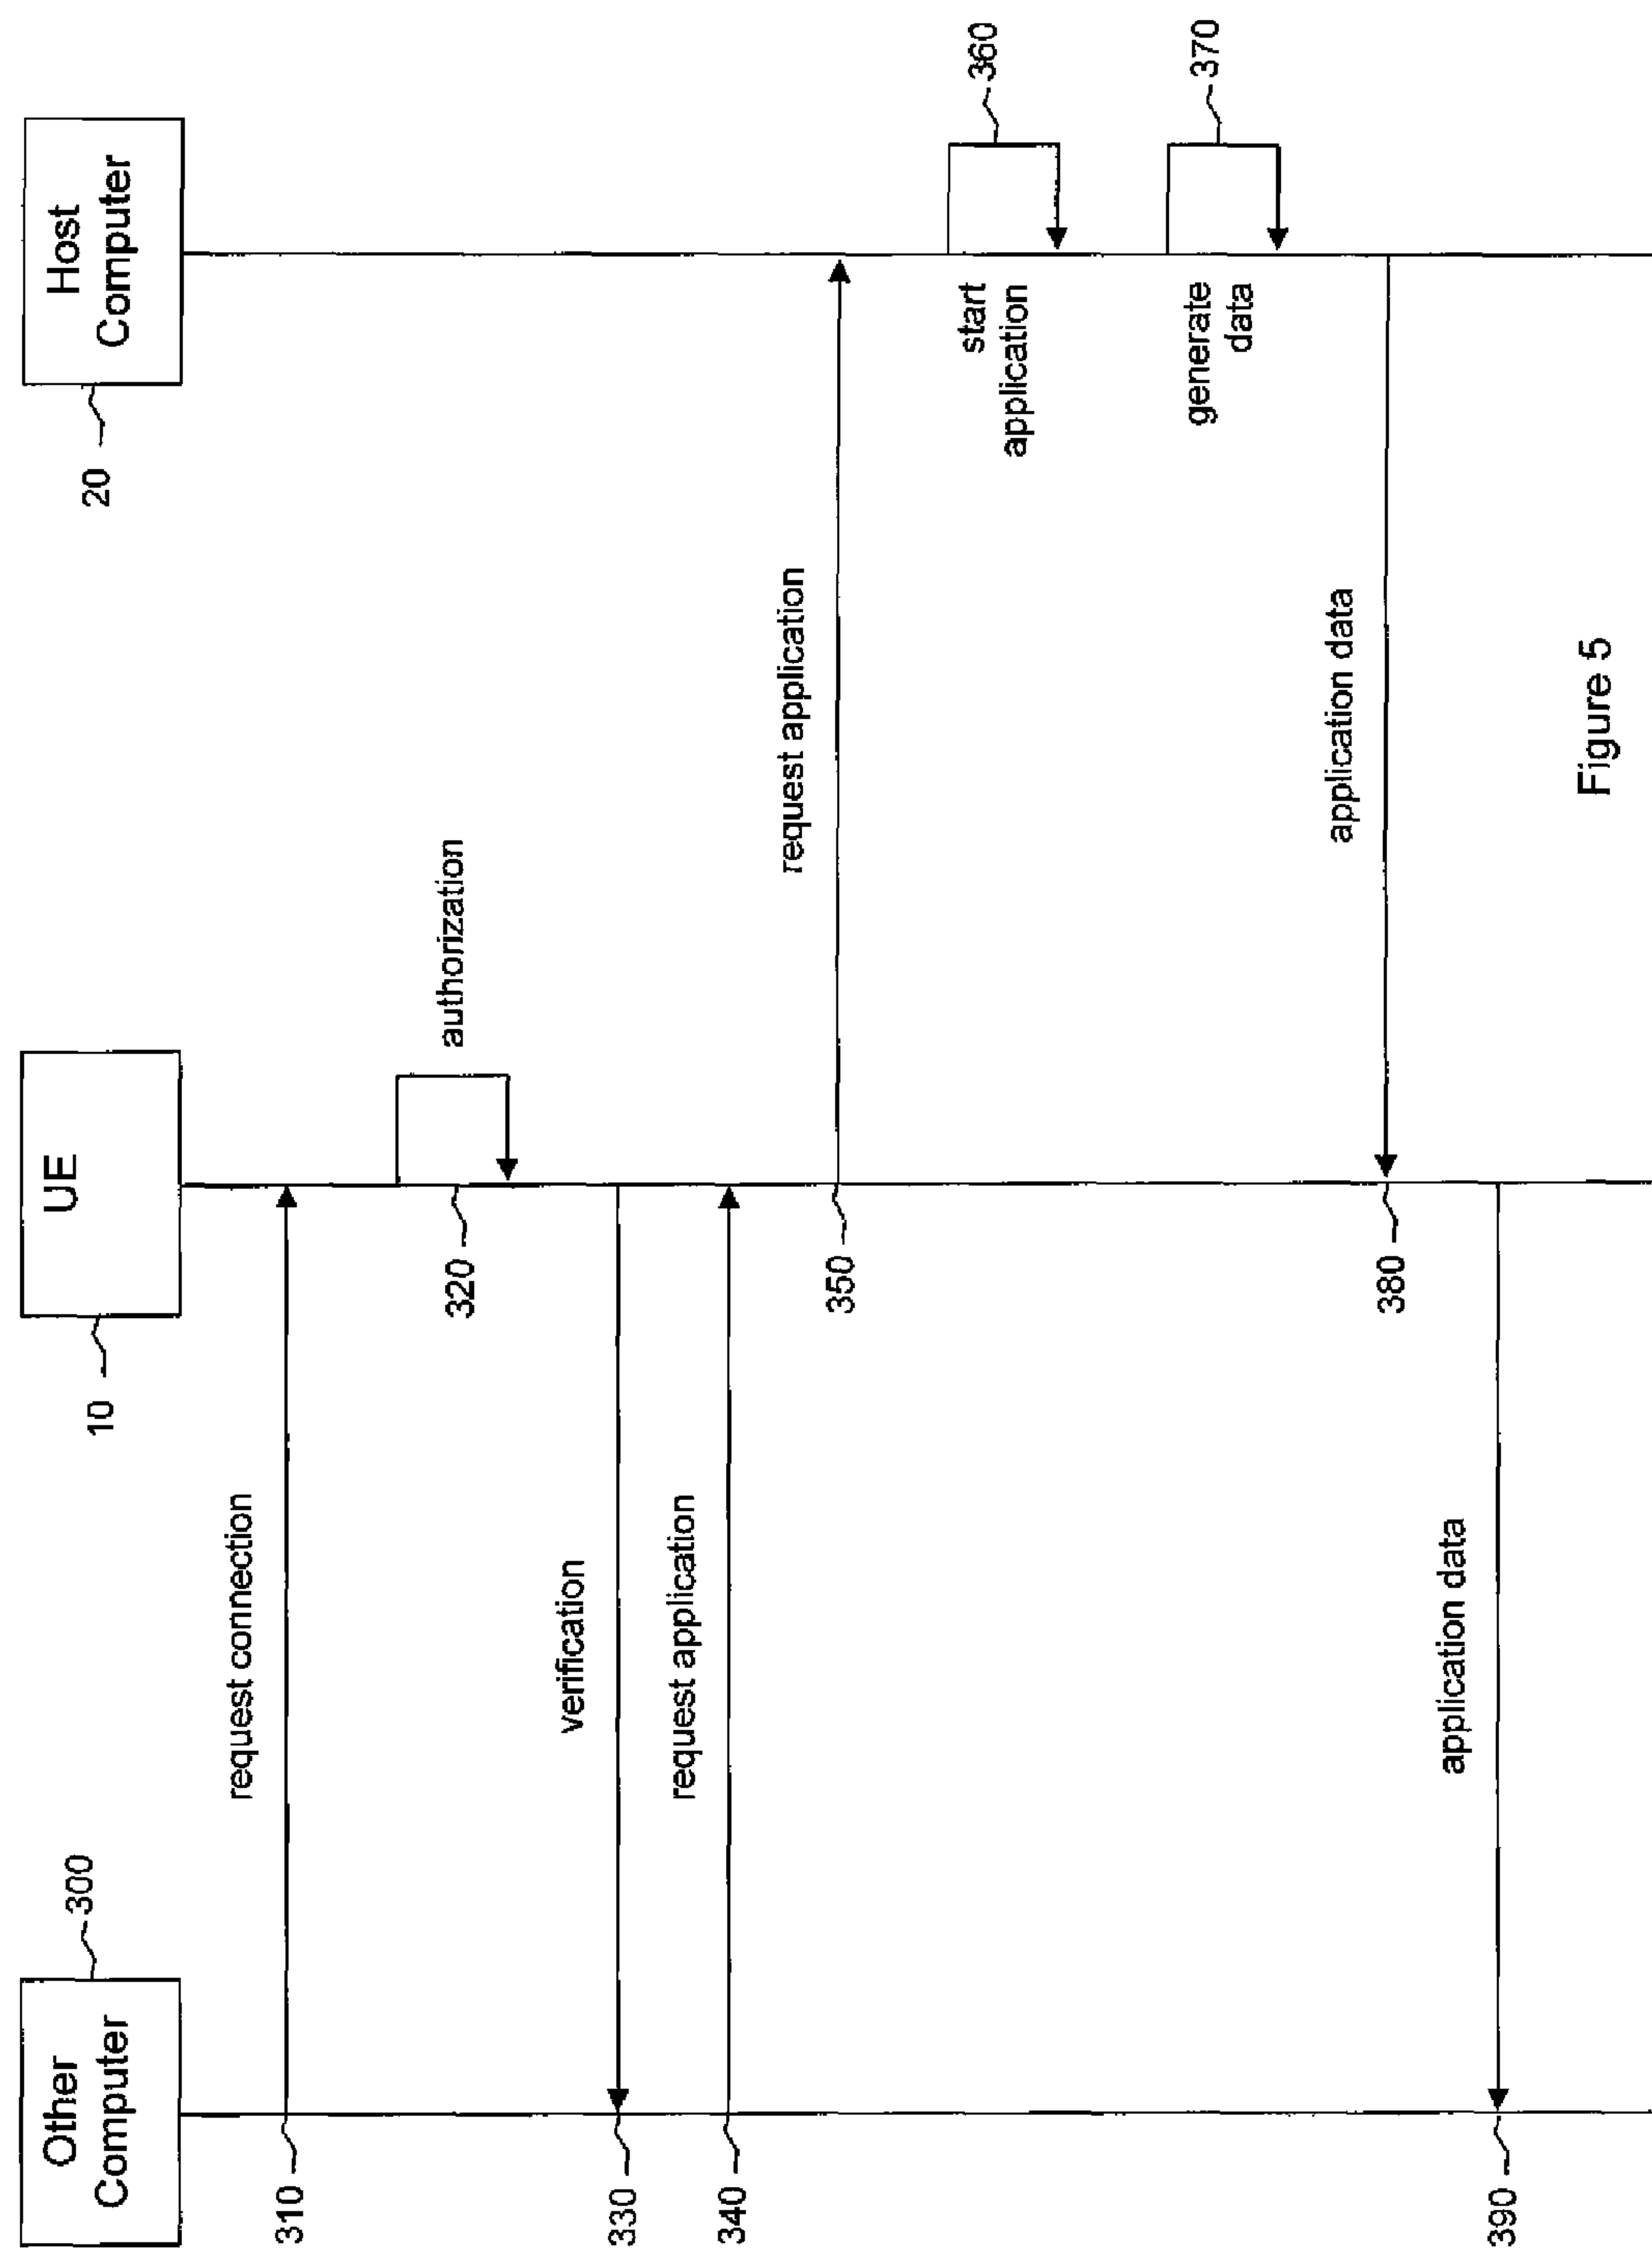 Other
Computer
300
UE
10
Host
Computer
20
310
request connection
320
authorization
330
verification
340
request application
350
request application
start
application
360
generate
data
370
380
application data
390
application data
Figure 5